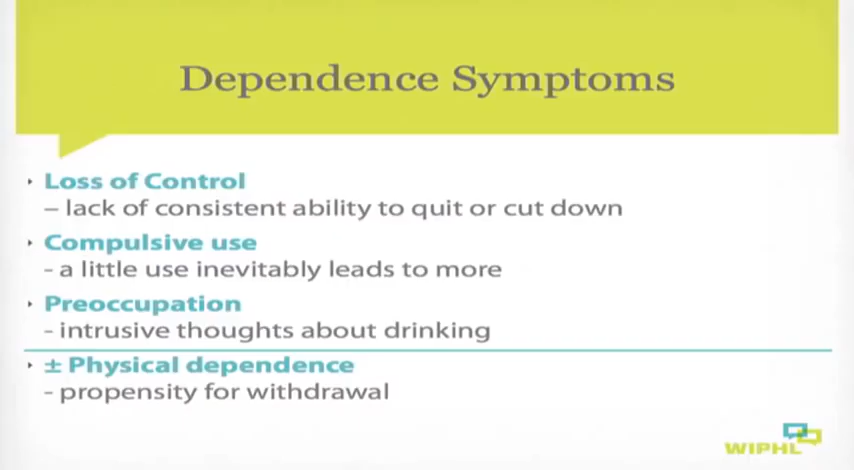 Dependence Symptoms
‣ Loss of Control
– lack of consistent ability to quit or cut down
‣ Compulsive use
- a little use inevitably leads to more
‣ Preoccupation
- intrusive thoughts about drinking
‣ ± Physical dependence
- propensity for withdrawal
WIPHL